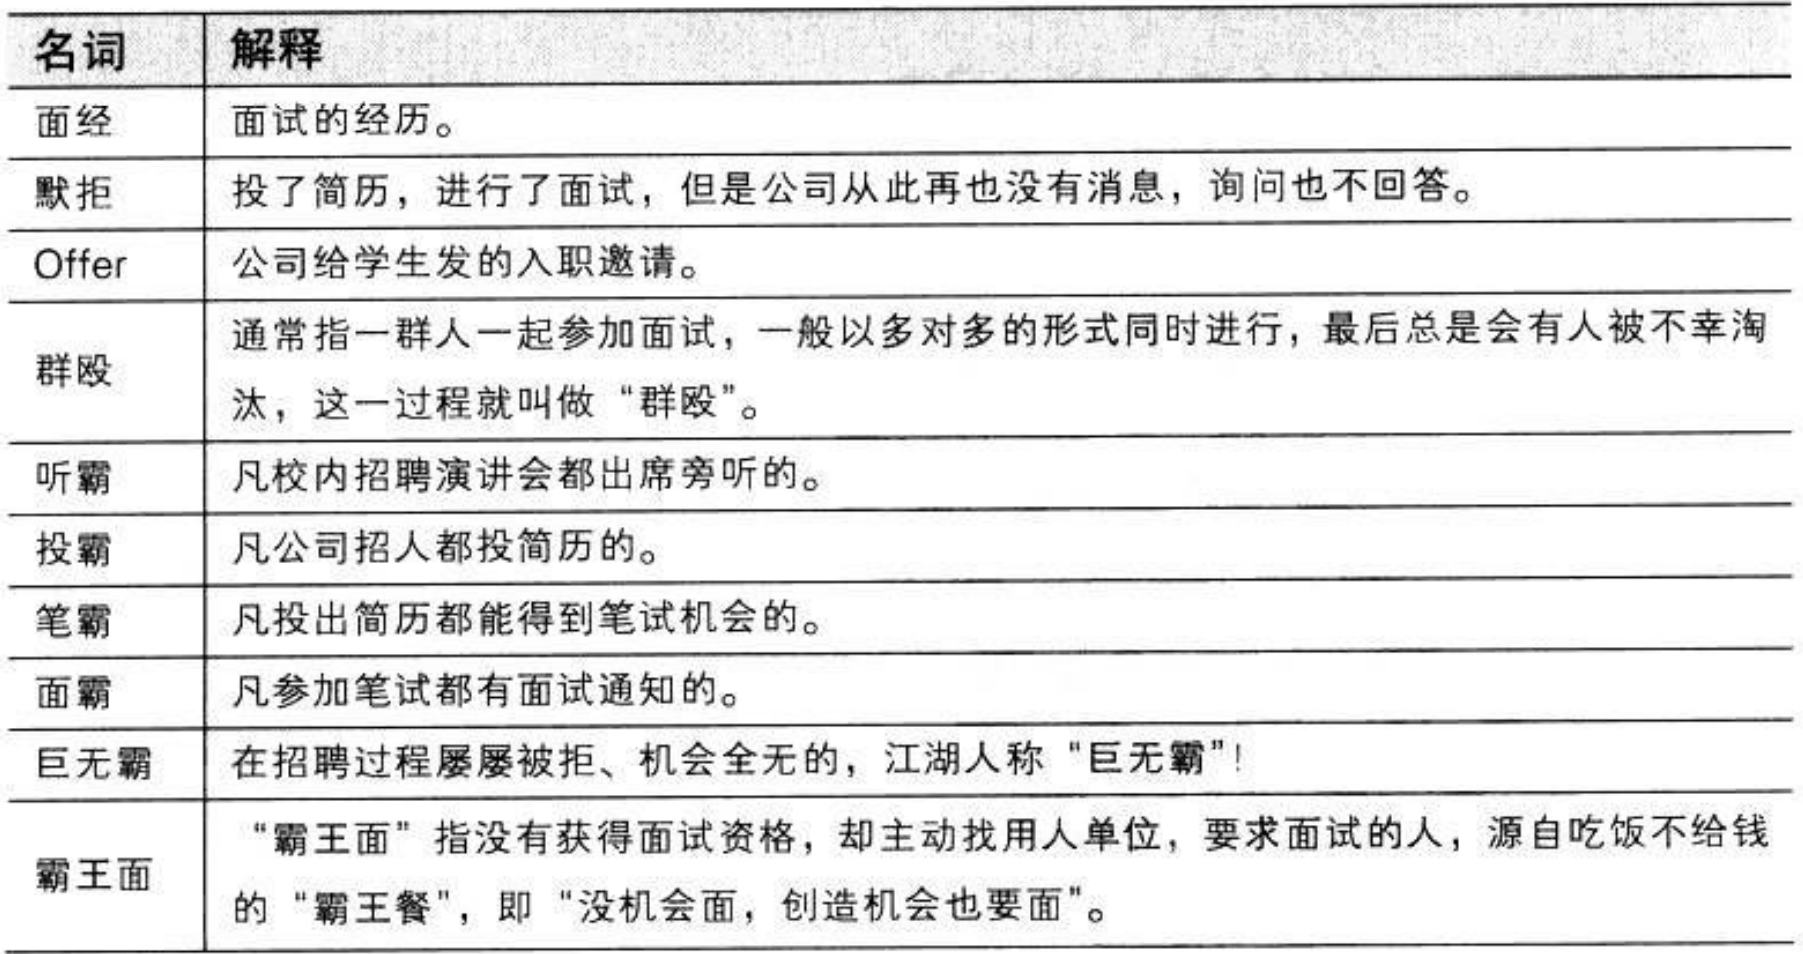 名词 解释
面经 面试的经历。
默拒 投了简历，进行了面试，但是公司从此再也没有消息，询问也不回答。
Offer 公司给学生发的入职邀请。
群殴 通常指一群人一起参加面试，一般以多对多的形式同时进行，最后总是会有人被不幸淘
汰，这一过程就叫做“群殴”。
听霸 凡校内招聘演讲会都出席旁听的。
投霸 凡公司招人都投简历的。
笔霸 凡投出简历都能得到笔试机会的。
面霸 凡参加笔试都有面试通知的。
巨无霸 在招聘过程屡屡被拒、机会全无的，江湖人称“巨无霸”！
霸王面 “霸王面”指没有获得面试资格，却主动找用人单位，要求面试的人，源自吃饭不给钱
的“霸王餐”，即“没机会面，创造机会也要面”。